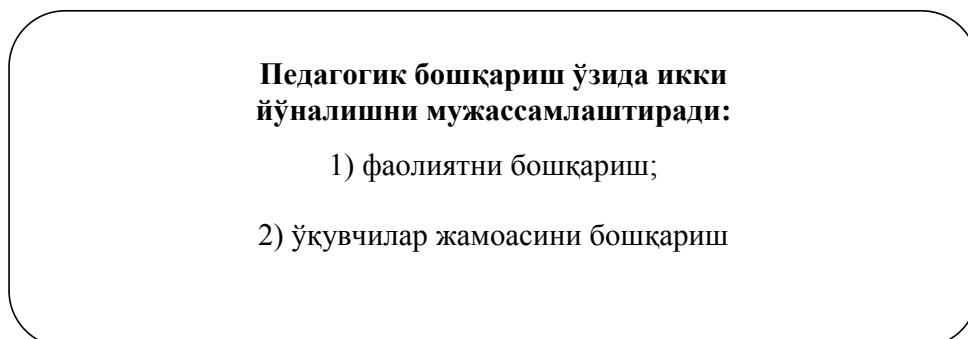 Педагогик бошқариш ўзида икки
йўналишни мужассамлаштиради:
1) фаолиятни бошқариш;
2) ўқувчилар жамоасини бошқариш